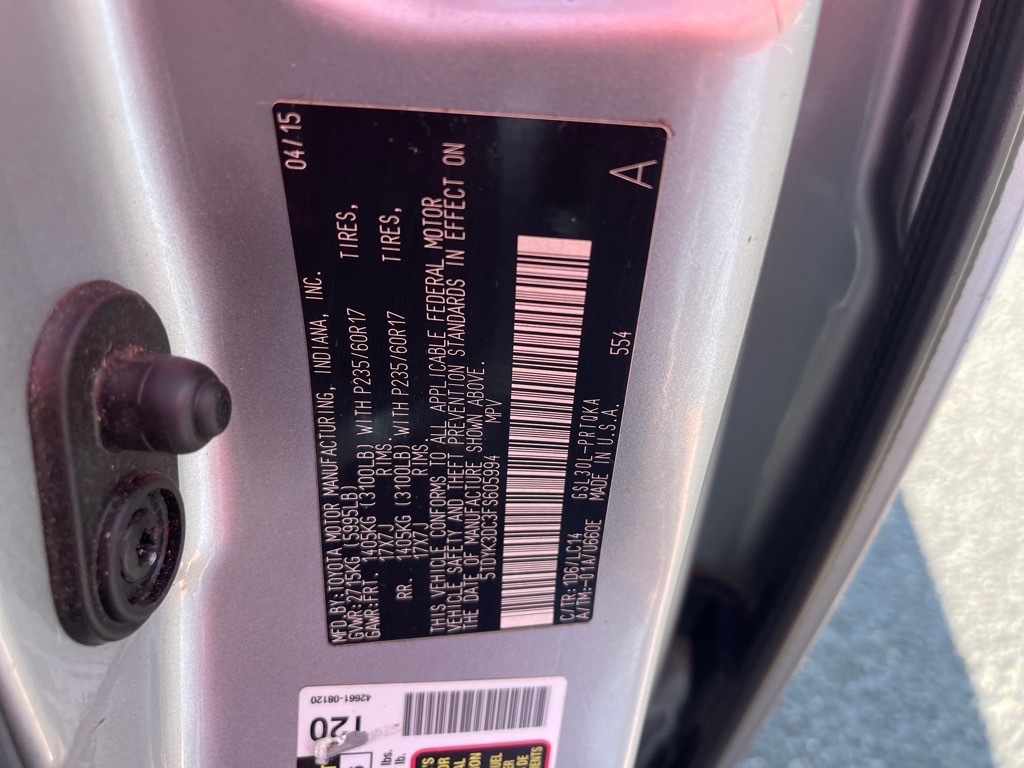 MFD.BY:TOYOTA MOTOR MANUFACTURING, INDIANA, INC. 04/15
GVWR:2715KG (5995LB)
GAWR:FRT. 1405KG (3100LB) WITH P235/60R17 TIRES,
17X7J RIMS.
RR. 1405KG (3100LB) WITH P235/60R17 TIRES,
17X7J RIMS.
THIS VEHICLE CONFORMS TO ALL APPLICABLE FEDERAL MOTOR
VEHICLE SAFETY AND THEFT PREVENTION STANDARDS IN EFFECT ON
THE DATE OF MANUFACTURE SHOWN ABOVE.
5TDYK3DC3FS605994 MPV
C/TR:1D6/LC14 GSL30L-PRTQKA 554 A
A/TM:-01A/U660E MADE IN U.S.A.
42661-08120
120
lbs.
lb.